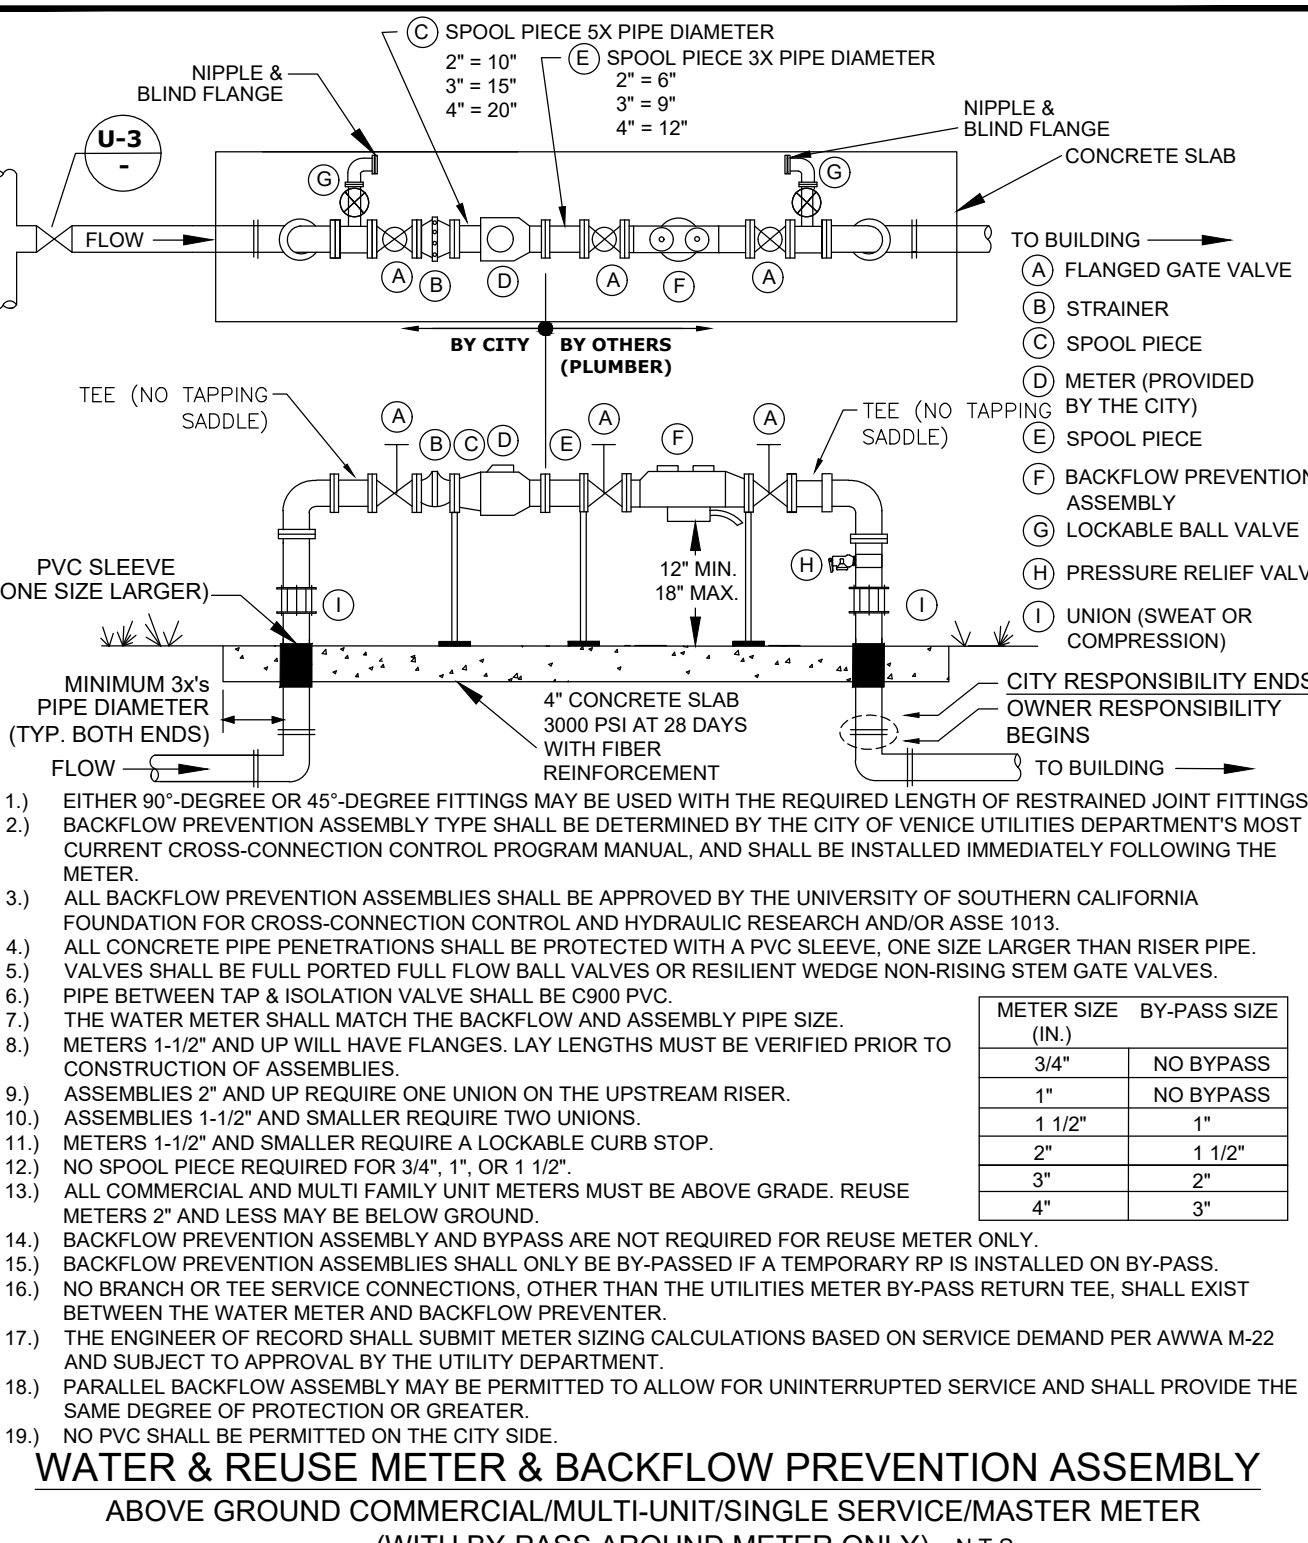 C SPOOL PIECE 5X PIPE DIAMETER
2" = 10"
3" = 15"
4" = 20"
E SPOOL PIECE 3X PIPE DIAMETER
2" = 6"
3" = 9"
4" = 12"
NIPPLE &
BLIND FLANGE
NIPPLE &
BLIND FLANGE
CONCRETE SLAB
U-3
-
G
G
FLOW
TO BUILDING
A
B
D
A
F
A
BY CITY
BY OTHERS
(PLUMBER)
A FLANGED GATE VALVE
B STRAINER
C SPOOL PIECE
D METER (PROVIDED
BY THE CITY)
E SPOOL PIECE
F BACKFLOW PREVENTION
ASSEMBLY
G LOCKABLE BALL VALVE
H PRESSURE RELIEF VALV
I UNION (SWEAT OR
COMPRESSION)
TEE (NO TAPPING
SADDLE)
A
B
C
D
E
A
F
A
TEE (NO TAPPING
SADDLE)
PVC SLEEVE
(ONE SIZE LARGER)
I
12" MIN.
18" MAX.
H
I
MINIMUM 3x's
PIPE DIAMETER
(TYP. BOTH ENDS)
4" CONCRETE SLAB
3000 PSI AT 28 DAYS
WITH FIBER
REINFORCEMENT
CITY RESPONSIBILITY ENDS
OWNER RESPONSIBILITY
BEGINS
FLOW
TO BUILDING
1.) EITHER 90°-DEGREE OR 45°-DEGREE FITTINGS MAY BE USED WITH THE REQUIRED LENGTH OF RESTRAINED JOINT FITTINGS
2.) BACKFLOW PREVENTION ASSEMBLY TYPE SHALL BE DETERMINED BY THE CITY OF VENICE UTILITIES DEPARTMENT'S MOST
CURRENT CROSS-CONNECTION CONTROL PROGRAM MANUAL, AND SHALL BE INSTALLED IMMEDIATELY FOLLOWING THE
METER.
3.) ALL BACKFLOW PREVENTION ASSEMBLIES SHALL BE APPROVED BY THE UNIVERSITY OF SOUTHERN CALIFORNIA
FOUNDATION FOR CROSS-CONNECTION CONTROL AND HYDRAULIC RESEARCH AND/OR ASSE 1013.
4.) ALL CONCRETE PIPE PENETRATIONS SHALL BE PROTECTED WITH A PVC SLEEVE, ONE SIZE LARGER THAN RISER PIPE.
5.) VALVES SHALL BE FULL PORTED FULL FLOW BALL VALVES OR RESILIENT WEDGE NON-RISING STEM GATE VALVES.
6.) PIPE BETWEEN TAP & ISOLATION VALVE SHALL BE C900 PVC.
7.) THE WATER METER SHALL MATCH THE BACKFLOW AND ASSEMBLY PIPE SIZE.
8.) METERS 1-1/2" AND UP WILL HAVE FLANGES. LAY LENGTHS MUST BE VERIFIED PRIOR TO
CONSTRUCTION OF ASSEMBLIES.
9.) ASSEMBLIES 2" AND UP REQUIRE ONE UNION ON THE UPSTREAM RISER.
10.) ASSEMBLIES 1-1/2" AND SMALLER REQUIRE TWO UNIONS.
11.) METERS 1-1/2" AND SMALLER REQUIRE A LOCKABLE CURB STOP.
12.) NO SPOOL PIECE REQUIRED FOR 3/4", 1", OR 1 1/2".
13.) ALL COMMERCIAL AND MULTI FAMILY UNIT METERS MUST BE ABOVE GRADE. REUSE
METERS 2" AND LESS MAY BE BELOW GROUND.
METER SIZE (IN.) BY-PASS SIZE
3/4" NO BYPASS
1" NO BYPASS
1 1/2" 1"
2" 1 1/2"
3" 2"
4" 3"
14.) BACKFLOW PREVENTION ASSEMBLY AND BYPASS ARE NOT REQUIRED FOR REUSE METER ONLY.
15.) BACKFLOW PREVENTION ASSEMBLIES SHALL ONLY BE BY-PASSED IF A TEMPORARY RP IS INSTALLED ON BY-PASS.
16.) NO BRANCH OR TEE SERVICE CONNECTIONS, OTHER THAN THE UTILITIES METER BY-PASS RETURN TEE, SHALL EXIST
BETWEEN THE WATER METER AND BACKFLOW PREVENTER.
17.) THE ENGINEER OF RECORD SHALL SUBMIT METER SIZING CALCULATIONS BASED ON SERVICE DEMAND PER AWWA M-22
AND SUBJECT TO APPROVAL BY THE UTILITY DEPARTMENT.
18.) PARALLEL BACKFLOW ASSEMBLY MAY BE PERMITTED TO ALLOW FOR UNINTERRUPTED SERVICE AND SHALL PROVIDE THE
SAME DEGREE OF PROTECTION OR GREATER.
19.) NO PVC SHALL BE PERMITTED ON THE CITY SIDE.
WATER & REUSE METER & BACKFLOW PREVENTION ASSEMBLY
ABOVE GROUND COMMERCIAL/MULTI-UNIT/SINGLE SERVICE/MASTER METER
(WITH BY-PASS AROUND METER ONLY) N.T.S.